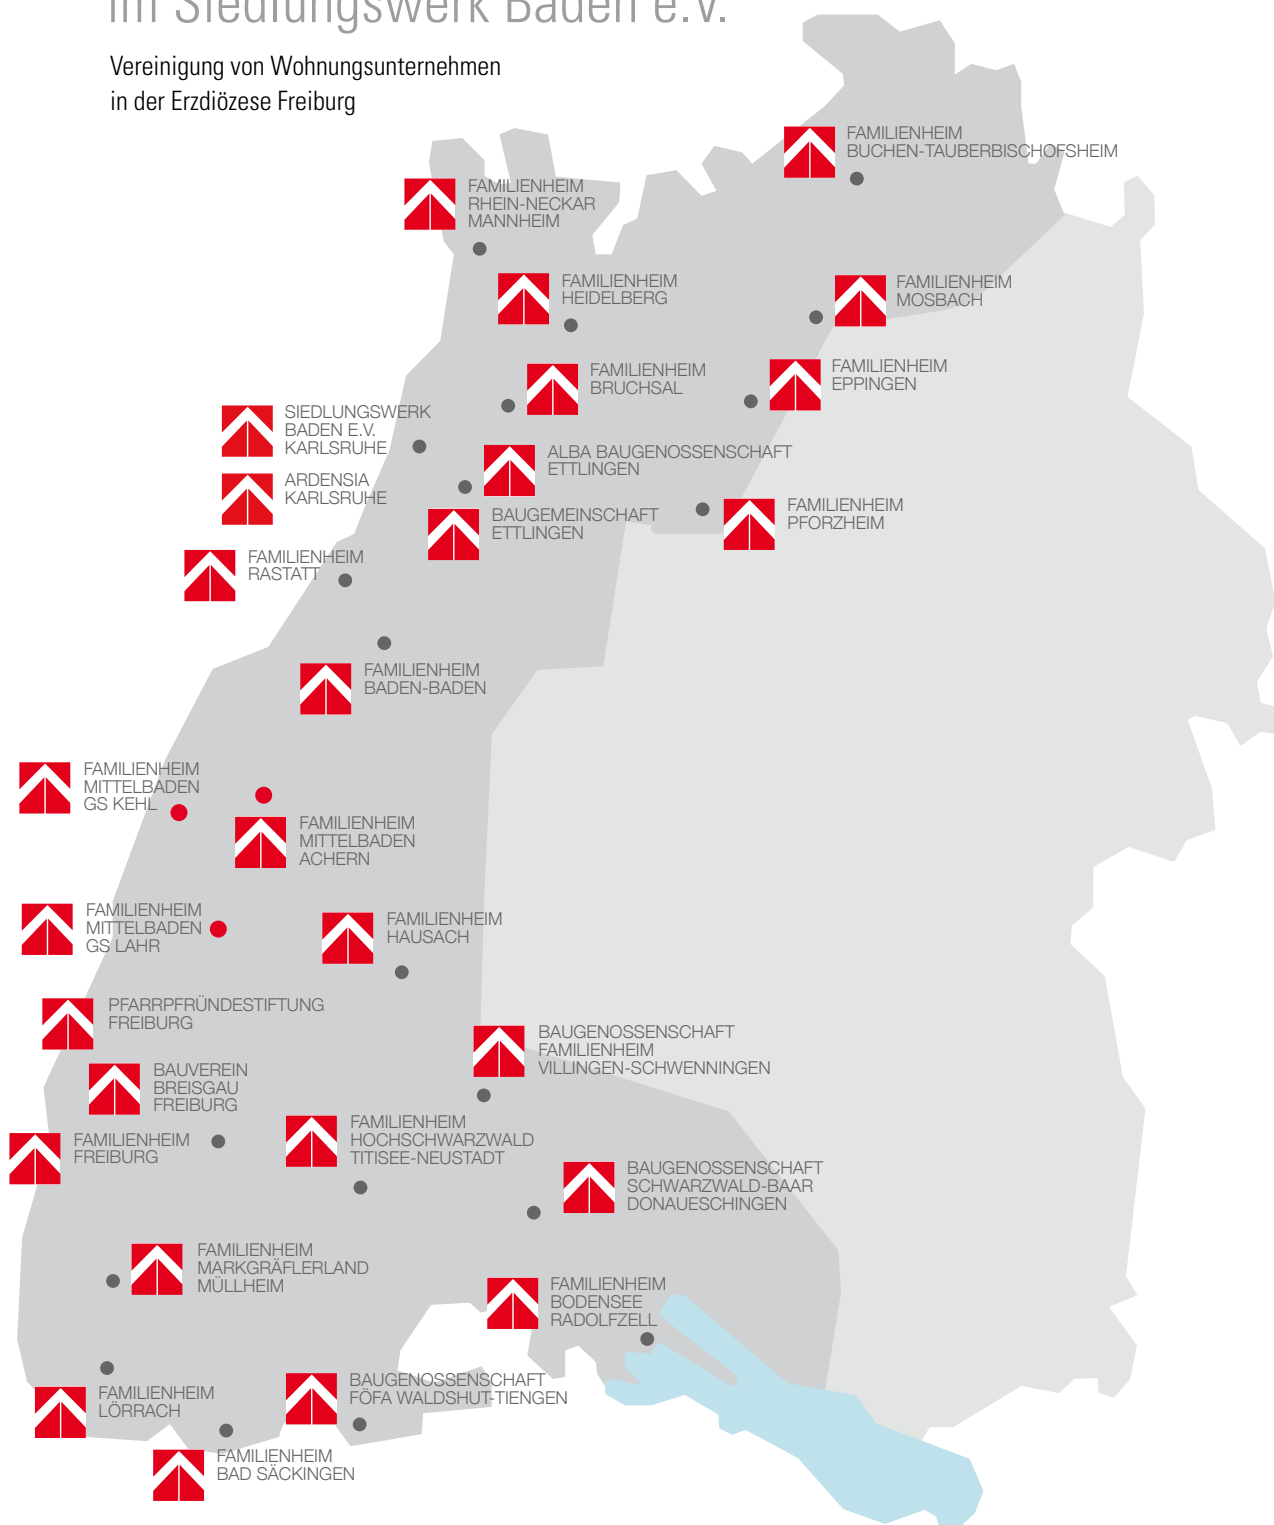 im Siedlungswerk Baden e.V.
Vereinigung von Wohnungsunternehmen
in der Erzdiözese Freiburg
FAMILIENHEIM
BUCHEN-TAUBERBISCHOFSHEIM
FAMILIENHEIM
RHEIN-NECKAR
MANNHEIM
FAMILIENHEIM
HEIDELBERG
FAMILIENHEIM
MOSBACH
FAMILIENHEIM
BRUCHSAL
FAMILIENHEIM
EPPINGEN
SIEDLUNGSWERK
BADEN E.V.
KARLSRUHE
ALBA BAUGENOSSENSCHAFT
ETTLINGEN
ARDENSIA
KARLSRUHE
BAUGEMEINSCHAFT
ETTLINGEN
FAMILIENHEIM
PFORZHEIM
FAMILIENHEIM
RASTATT
FAMILIENHEIM
BADEN-BADEN
FAMILIENHEIM
MITTELBADEN
GS KEHL
FAMILIENHEIM
MITTELBADEN
ACHERN
FAMILIENHEIM
MITTELBADEN
GS LAHR
FAMILIENHEIM
HAUSACH
PFARRPFRÜNDESTIFTUNG
FREIBURG
BAUGENOSSENSCHAFT
FAMILIENHEIM
VILLINGEN-SCHWENNINGEN
BAUVEREIN
BREISGAU
FREIBURG
FAMILIENHEIM
HOCHSCHWARZWALD
TITISEE-NEUSTADT
FAMILIENHEIM
FREIBURG
BAUGENOSSENSCHAFT
SCHWARZWALD-BAAR
DONAUESCHINGEN
FAMILIENHEIM
MARKGRÄFLERLAND
MÜLLHEIM
FAMILIENHEIM
BODENSEE
RADOLFZELL
BAUGENOSSENSCHAFT
FÖFA WALDSHUT-TIENGEN
FAMILIENHEIM
LÖRRACH
FAMILIENHEIM
BAD SÄCKINGEN